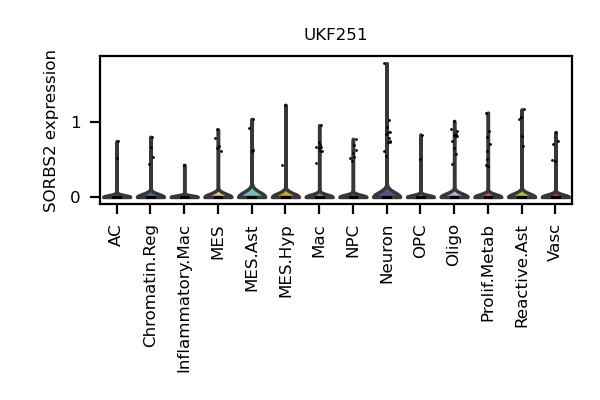 UKF251
SORBS2 expression
1
0
AC
Chromatin.Reg
Inflammatory.Mac
MES
MES.Ast
MES.Hyp
Mac
NPC
Neuron
OPC
Oligo
Prolif.Metab
Reactive.Ast
Vasc